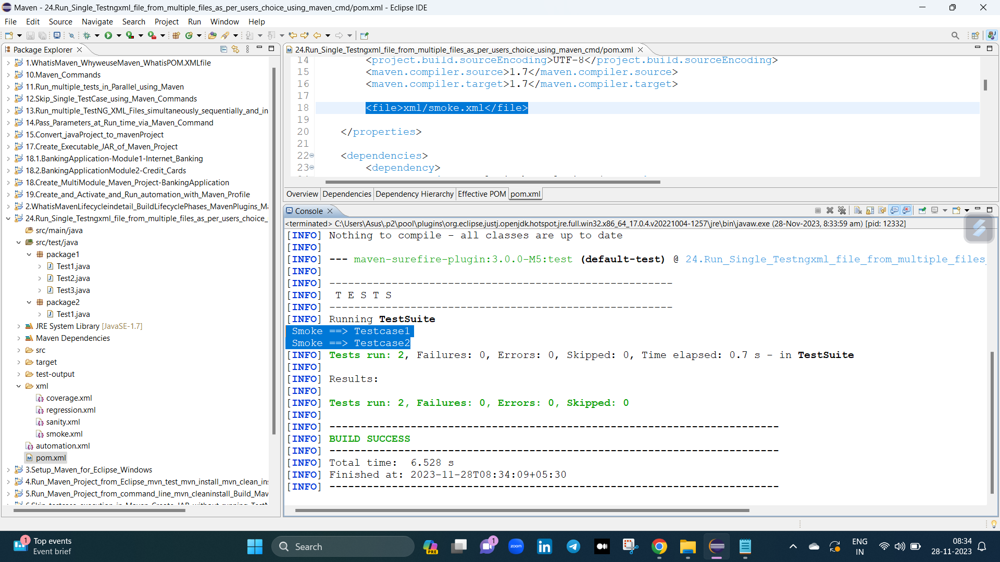 Maven - 24.Run_Single_Testngxml_file_from_multiple_files_as_per_users_choice_using_maven_cmd/pom.xml - Eclipse IDE
File Edit Source Navigate Search Project Run Window Help
Package Explorer
1.WhatisMaven_WhyweuseMaven_WhatisPOM.XMLfile
10.Maven_Commands
11.Run_multiple_tests_in_Parallel_using_Maven
12.Skip_Single_TestCase_using_Maven_Commands
13.Run_multiple_TestNG_XML_Files_simultaneously_sequentially_and_in
14.Pass_Parameters_at_Run_time_via_Maven_Command
15.Convert_javaProject_to_mavenProject
17.Create_Executable_JAR_of_Maven_Project
18.1.BankingApplication-Module1-Internet_Banking
18.2.BankingApplicationModule2-Credit_Cards
18.Create_MultiModule_Maven_Project-BankingApplication
19.Create_and_Activate_and_Run_automation_with_Maven_Profile
2.WhatisMavenLifecycleindetail_BuildLifecyclePhases_MavenPlugins_Ma
24.Run_Single_Testngxml_file_from_multiple_files_as_per_users_choice_
src/main/java
src/test/java
package1
Test1.java
Test2.java
Test3.java
package2
Test1.java
JRE System Library [JavaSE-1.7]
Maven Dependencies
src
target
test-output
xml
coverage.xml
regression.xml
sanity.xml
smoke.xml
automation.xml
pom.xml
3.Setup_Maven_for_Eclipse_Windows
4.Run_Maven_Project_from_Eclipse_mvn_test_mvn_install_mvn_clean_ins
5.Run_Maven_Project_from_command_line_mvn_cleaninstall_Build_Mav
24.Run_Single_Testngxml_file_from_multiple_files_as_per_users_choice_using_maven_cmd/pom.xml
14 <project.build.sourceEncoding>UTF-8</project.build.sourceEncoding>
15 <maven.compiler.source>1.7</maven.compiler.source>
16 <maven.compiler.target>1.7</maven.compiler.target>
17
18 <file>xml/smoke.xml</file>
19
20 </properties>
21
22 <dependencies>
23 <dependency>
Overview Dependencies Dependency Hierarchy Effective POM pom.xml
Console
<terminated> C:\Users\Asus\.p2\pool\plugins\org.eclipse.justj.openjdk.hotspot.jre.full.win32.x86_64_17.0.4.v20221004-1257\jre\bin\javaw.exe (28-Nov-2023, 8:33:59 am) [pid: 12332]
[INFO] Nothing to compile - all classes are up to date
[INFO]
[INFO] --- maven-surefire-plugin:3.0.0-M5:test (default-test) @ 24.Run_Single_Testngxml_file_from_multiple_files_
[INFO]
[INFO] -------------------------------------------------------
[INFO] T E S T S
[INFO] -------------------------------------------------------
[INFO] Running TestSuite
Smoke ==> Testcase1
Smoke ==> Testcase2
[INFO] Tests run: 2, Failures: 0, Errors: 0, Skipped: 0, Time elapsed: 0.7 s - in TestSuite
[INFO]
[INFO] Results:
[INFO]
[INFO] Tests run: 2, Failures: 0, Errors: 0, Skipped: 0
[INFO]
[INFO] ------------------------------------------------------------------------
[INFO] BUILD SUCCESS
[INFO] ------------------------------------------------------------------------
[INFO] Total time:  6.528 s
[INFO] Finished at: 2023-11-28T08:34:09+05:30
[INFO] ------------------------------------------------------------------------
1 Top events
Event brief
Search
PRE
1
zoom
in
ENG
IN
08:34
28-11-2023